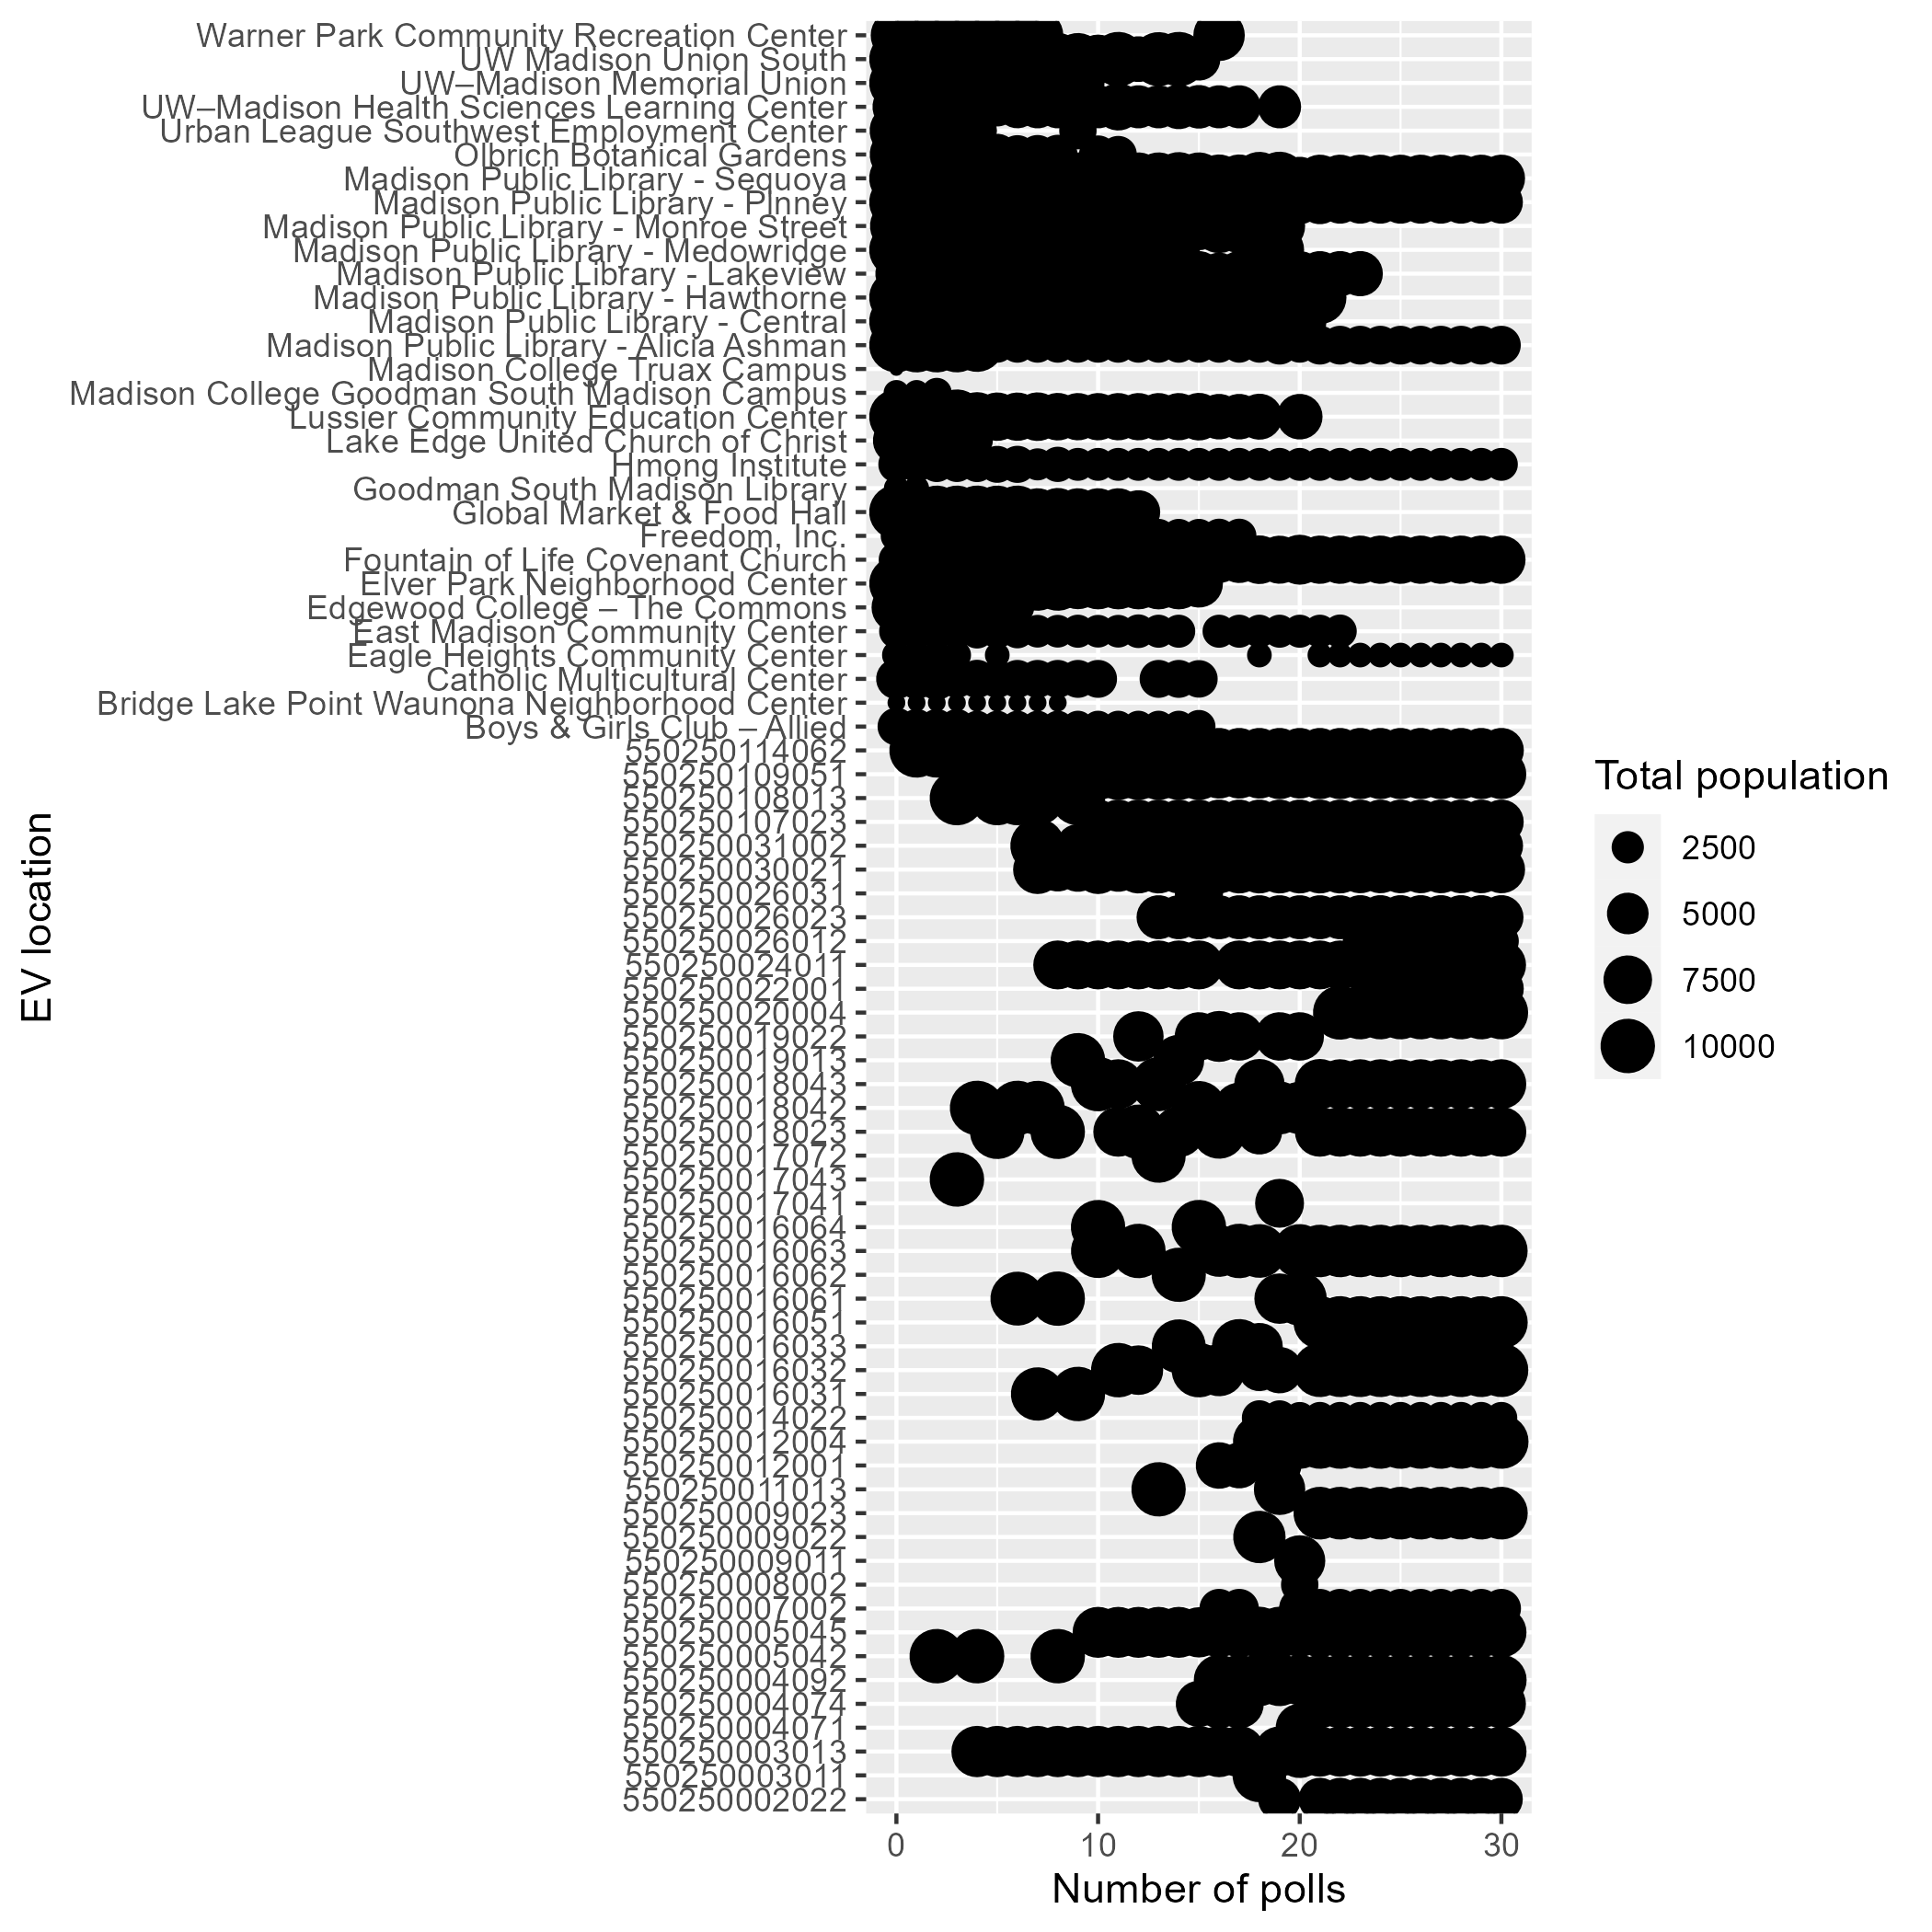 Warner Park Community Recreation Center
UW Madison Union South
UW–Madison Memorial Union
UW–Madison Health Sciences Learning Center
Urban League Southwest Employment Center
Olbrich Botanical Gardens
Madison Public Library - Sequoya
Madison Public Library - PInney
Madison Public Library - Monroe Street
Madison Public Library - Medowridge
Madison Public Library - Lakeview
Madison Public Library - Hawthorne
Madison Public Library - Central
Madison Public Library - Alicia Ashman
Madison College Truax Campus
Madison College Goodman South Madison Campus
Lussier Community Education Center
Lake Edge United Church of Christ
Hmong Institute
Goodman South Madison Library
Global Market & Food Hall
Freedom, Inc.
Fountain of Life Covenant Church
Elver Park Neighborhood Center
Edgewood College – The Commons
East Madison Community Center
Eagle Heights Community Center
Catholic Multicultural Center
Bridge Lake Point Waunona Neighborhood Center
Boys & Girls Club – Allied
550250114062
550250109051
550250108013
550250107023
550250031002
550250030021
550250026031
550250026023
550250026012
550250024011
550250022001
550250020004
550250019022
550250019013
550250018043
550250018042
550250018023
550250017072
550250017043
550250017041
550250016064
550250016063
550250016062
550250016061
550250016051
550250016033
550250016032
550250016031
550250014022
550250012004
550250012001
550250011013
550250009023
550250009022
550250009011
550250008002
550250007002
550250005045
550250005042
550250004092
550250004074
550250004071
550250003013
550250003011
550250002022
EV location
0 10 20 30
Number of polls
Total population
2500
5000
7500
10000